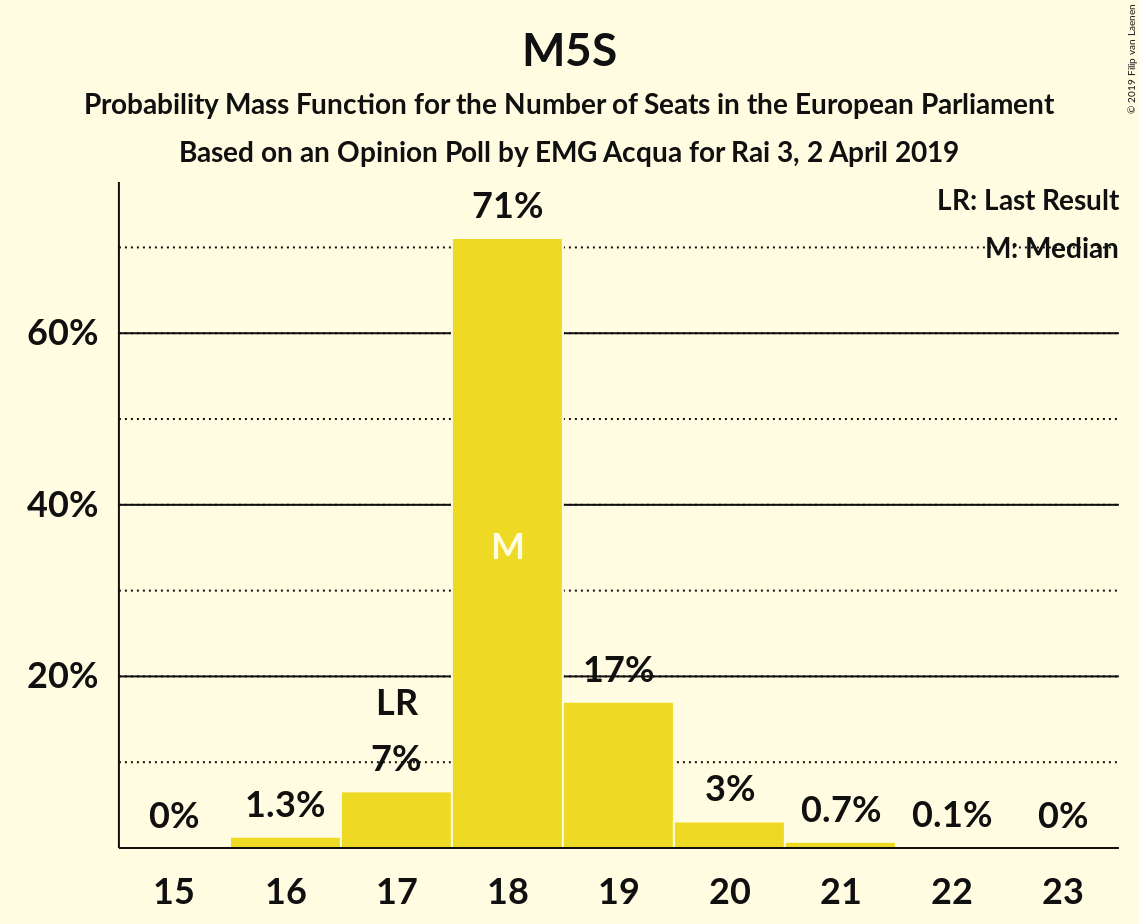 M5S
Probability Mass Function for the Number of Seats in the European Parliament
Based on an Opinion Poll by EMG Acqua for Rai 3, 2 April 2019
© 2019 Filip van Laenen
LR: Last Result
M: Median
71%
60%
40%
M
20%
17%
LR
7%
0%
1.3%
3%
0.7%
0.1%
0%
15 16 17 18 19 20 21 22 23